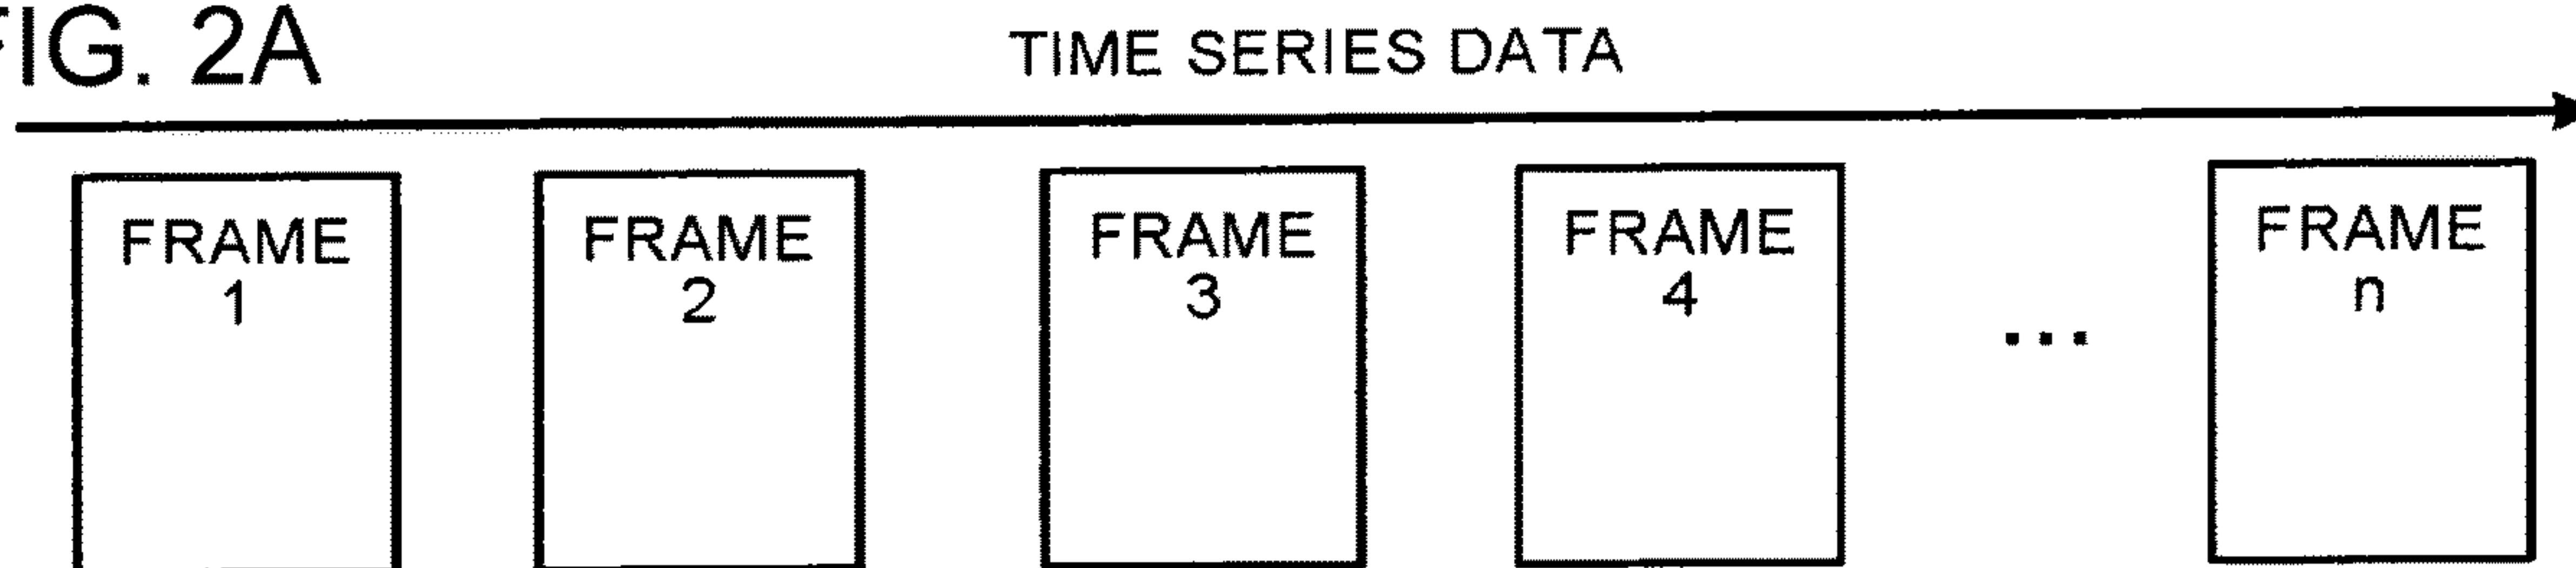 FIG. 2A
TIME SERIES DATA
FRAME
1
FRAME
2
FRAME
3
FRAME
4
...
FRAME
n